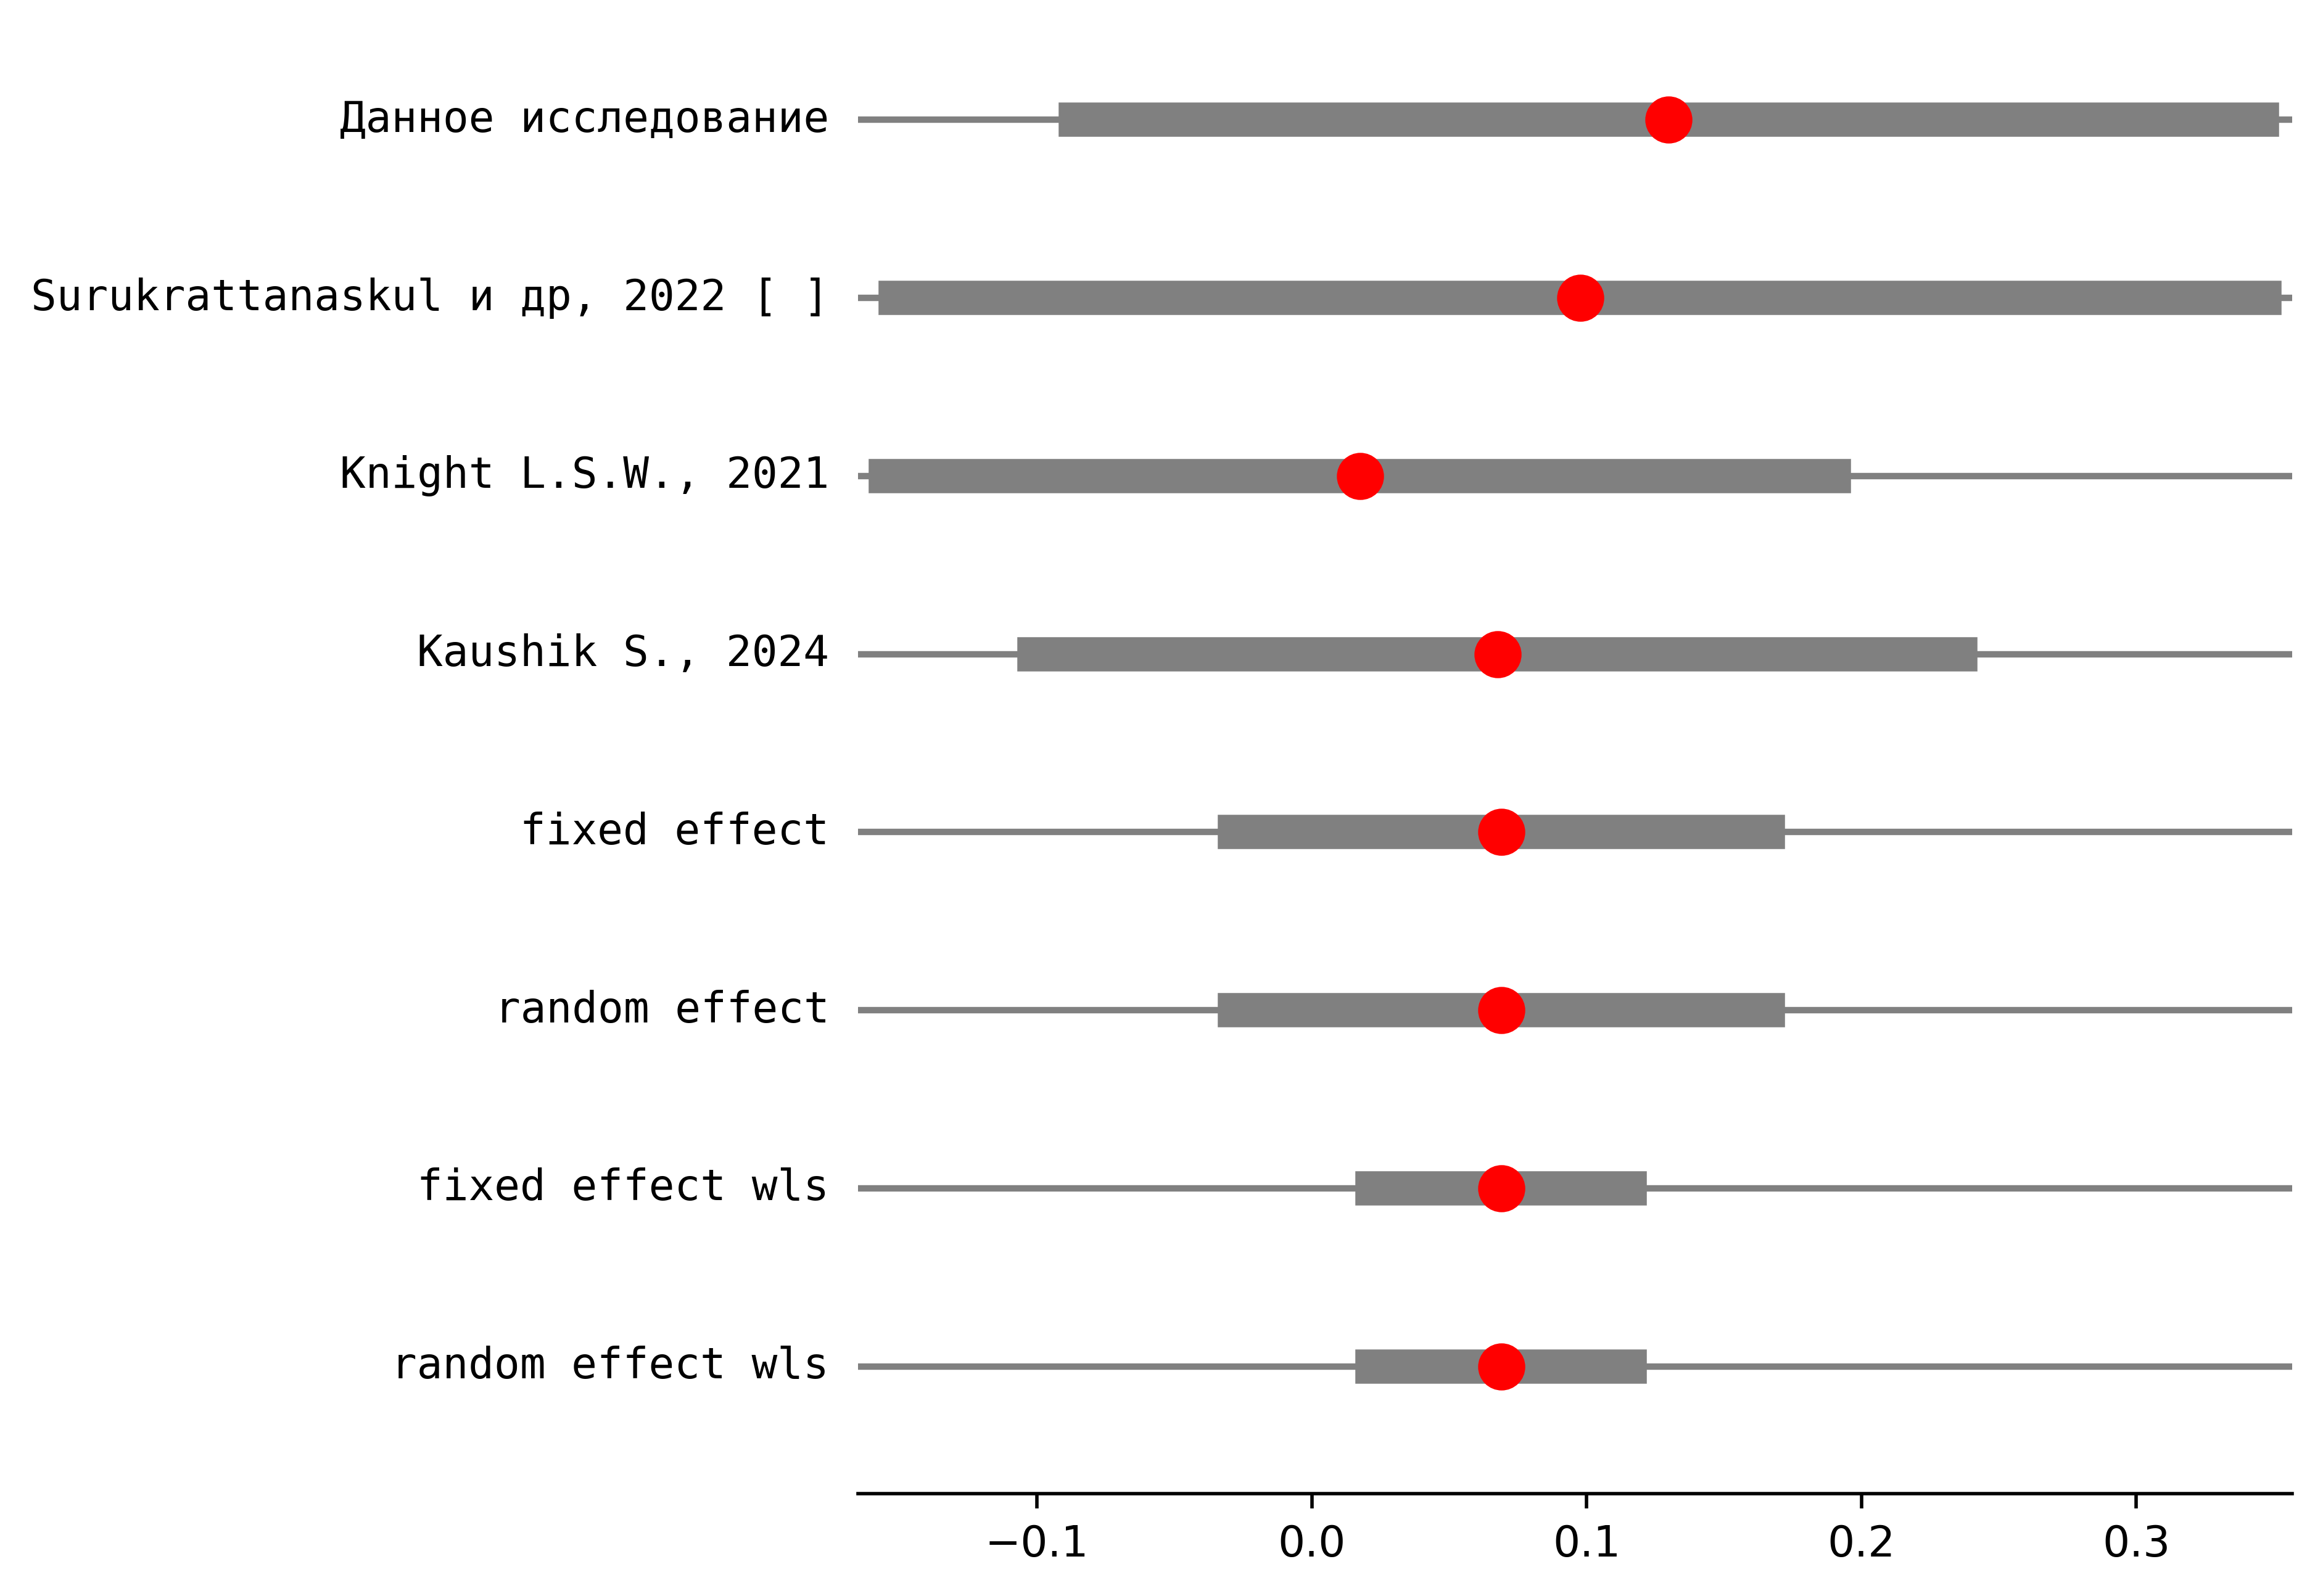 Данное исследование
Surukrattanaskul и др, 2022 [ ]
Knight L.S.W., 2021
Kaushik S., 2024
fixed effect
random effect
fixed effect wls
random effect wls
−0.1 0.0 0.1 0.2 0.3